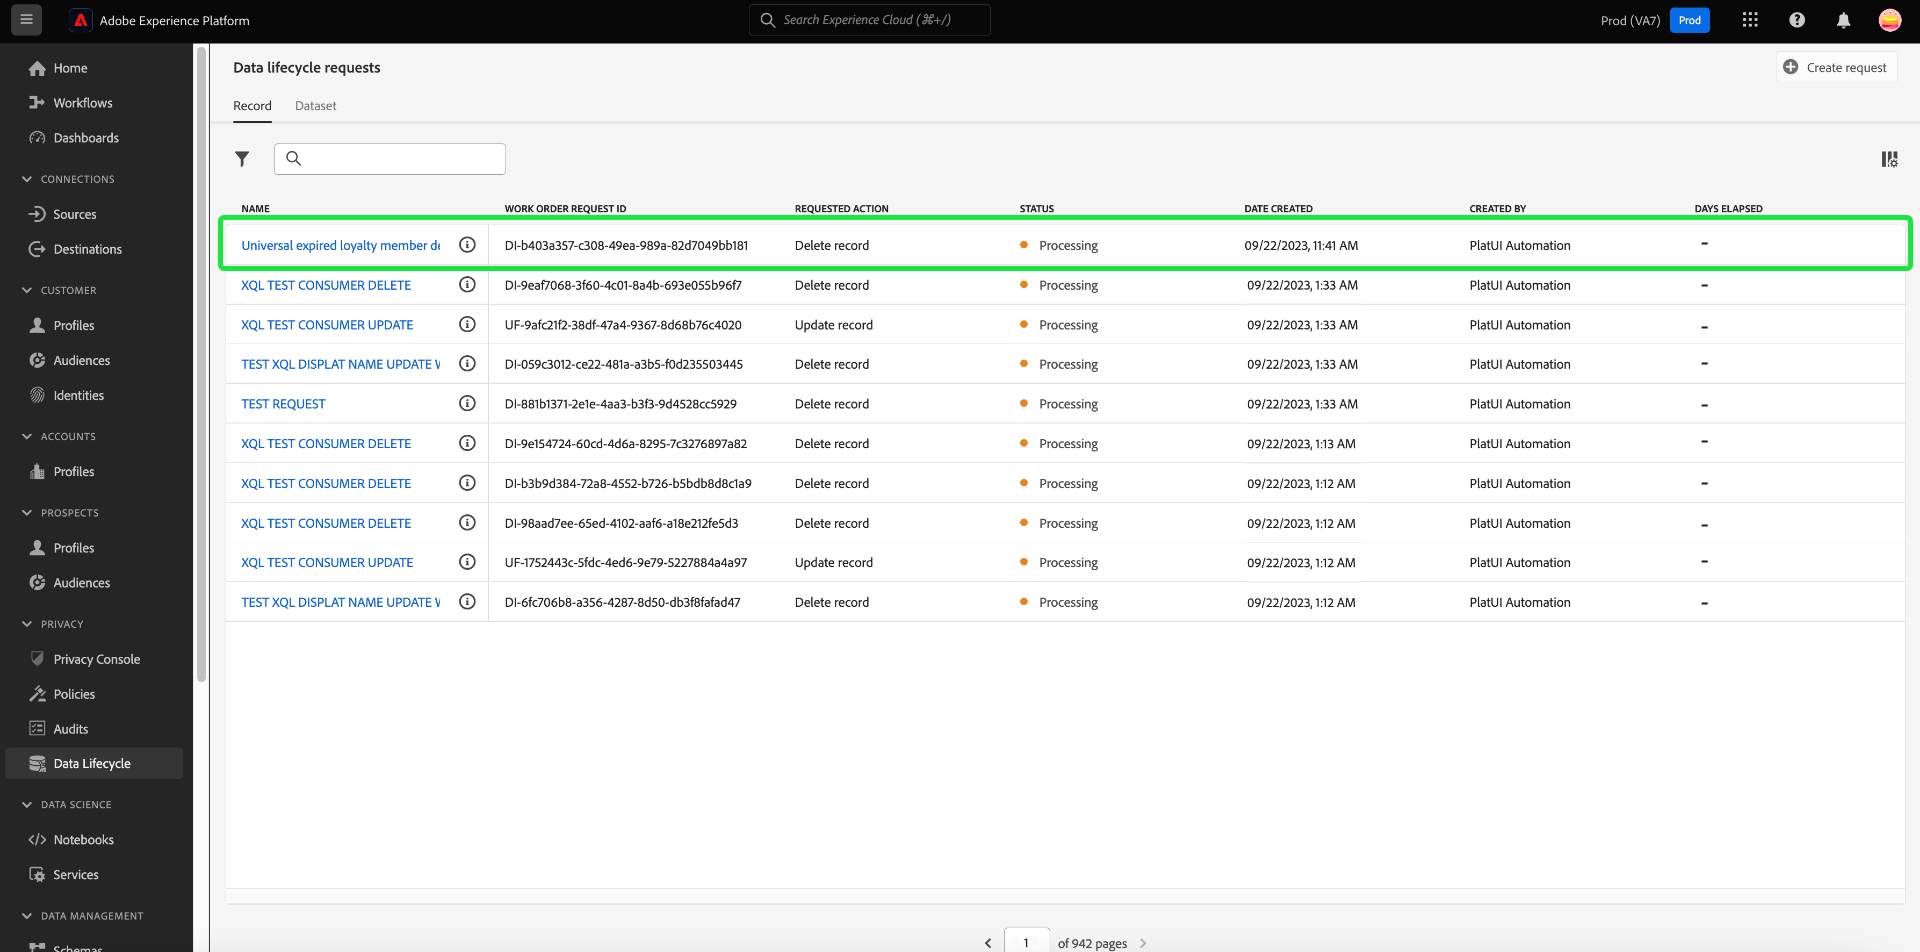 Adobe Experience Platform
Search Experience Cloud (⌘+/)
Prod (VA7)
Prod
Home
Workflows
Dashboards
CONNECTIONS
Sources
Destinations
CUSTOMER
Profiles
Audiences
Identities
ACCOUNTS
Profiles
PROSPECTS
Profiles
Audiences
PRIVACY
Privacy Console
Policies
Audits
Data Lifecycle
DATA SCIENCE
Notebooks
Services
DATA MANAGEMENT
Schemas
Data lifecycle requests
Create request
Record Dataset
NAME WORK ORDER REQUEST ID REQUESTED ACTION STATUS DATE CREATED CREATED BY DAYS ELAPSED
Universal expired loyalty member de DI-b403a357-c308-49ea-989a-82d7049bb181 Delete record Processing 09/22/2023, 11:41 AM PlatUI Automation –
XQL TEST CONSUMER DELETE DI-9eaf7068-3f60-4c01-8a4b-693e055b96f7 Delete record Processing 09/22/2023, 1:33 AM PlatUI Automation –
XQL TEST CONSUMER UPDATE UF-9afc21f2-38df-47a4-9367-8d68b76c4020 Update record Processing 09/22/2023, 1:33 AM PlatUI Automation –
TEST XQL DISPLAT NAME UPDATE DI-059c3012-ce22-481a-a3b5-f0d235503445 Delete record Processing 09/22/2023, 1:33 AM PlatUI Automation –
TEST REQUEST DI-881b1371-2e1e-4aa3-b3f3-9d4528cc5929 Delete record Processing 09/22/2023, 1:33 AM PlatUI Automation –
XQL TEST CONSUMER DELETE DI-9e154724-60cd-4d6a-8295-7c3276897a82 Delete record Processing 09/22/2023, 1:13 AM PlatUI Automation –
XQL TEST CONSUMER DELETE DI-b3b9d384-72a8-4552-b726-b5bdb8d8c1a9 Delete record Processing 09/22/2023, 1:12 AM PlatUI Automation –
XQL TEST CONSUMER DELETE DI-98aad7ee-65ed-4102-aaf6-a18e212fe5d3 Delete record Processing 09/22/2023, 1:12 AM PlatUI Automation –
XQL TEST CONSUMER UPDATE UF-1752443c-5fdc-4ed6-9e79-5227884a4a97 Update record Processing 09/22/2023, 1:12 AM PlatUI Automation –
TEST XQL DISPLAT NAME UPDATE DI-6fc706b8-a356-4287-8d50-db3f8fafad47 Delete record Processing 09/22/2023, 1:12 AM PlatUI Automation –
1 of 942 pages